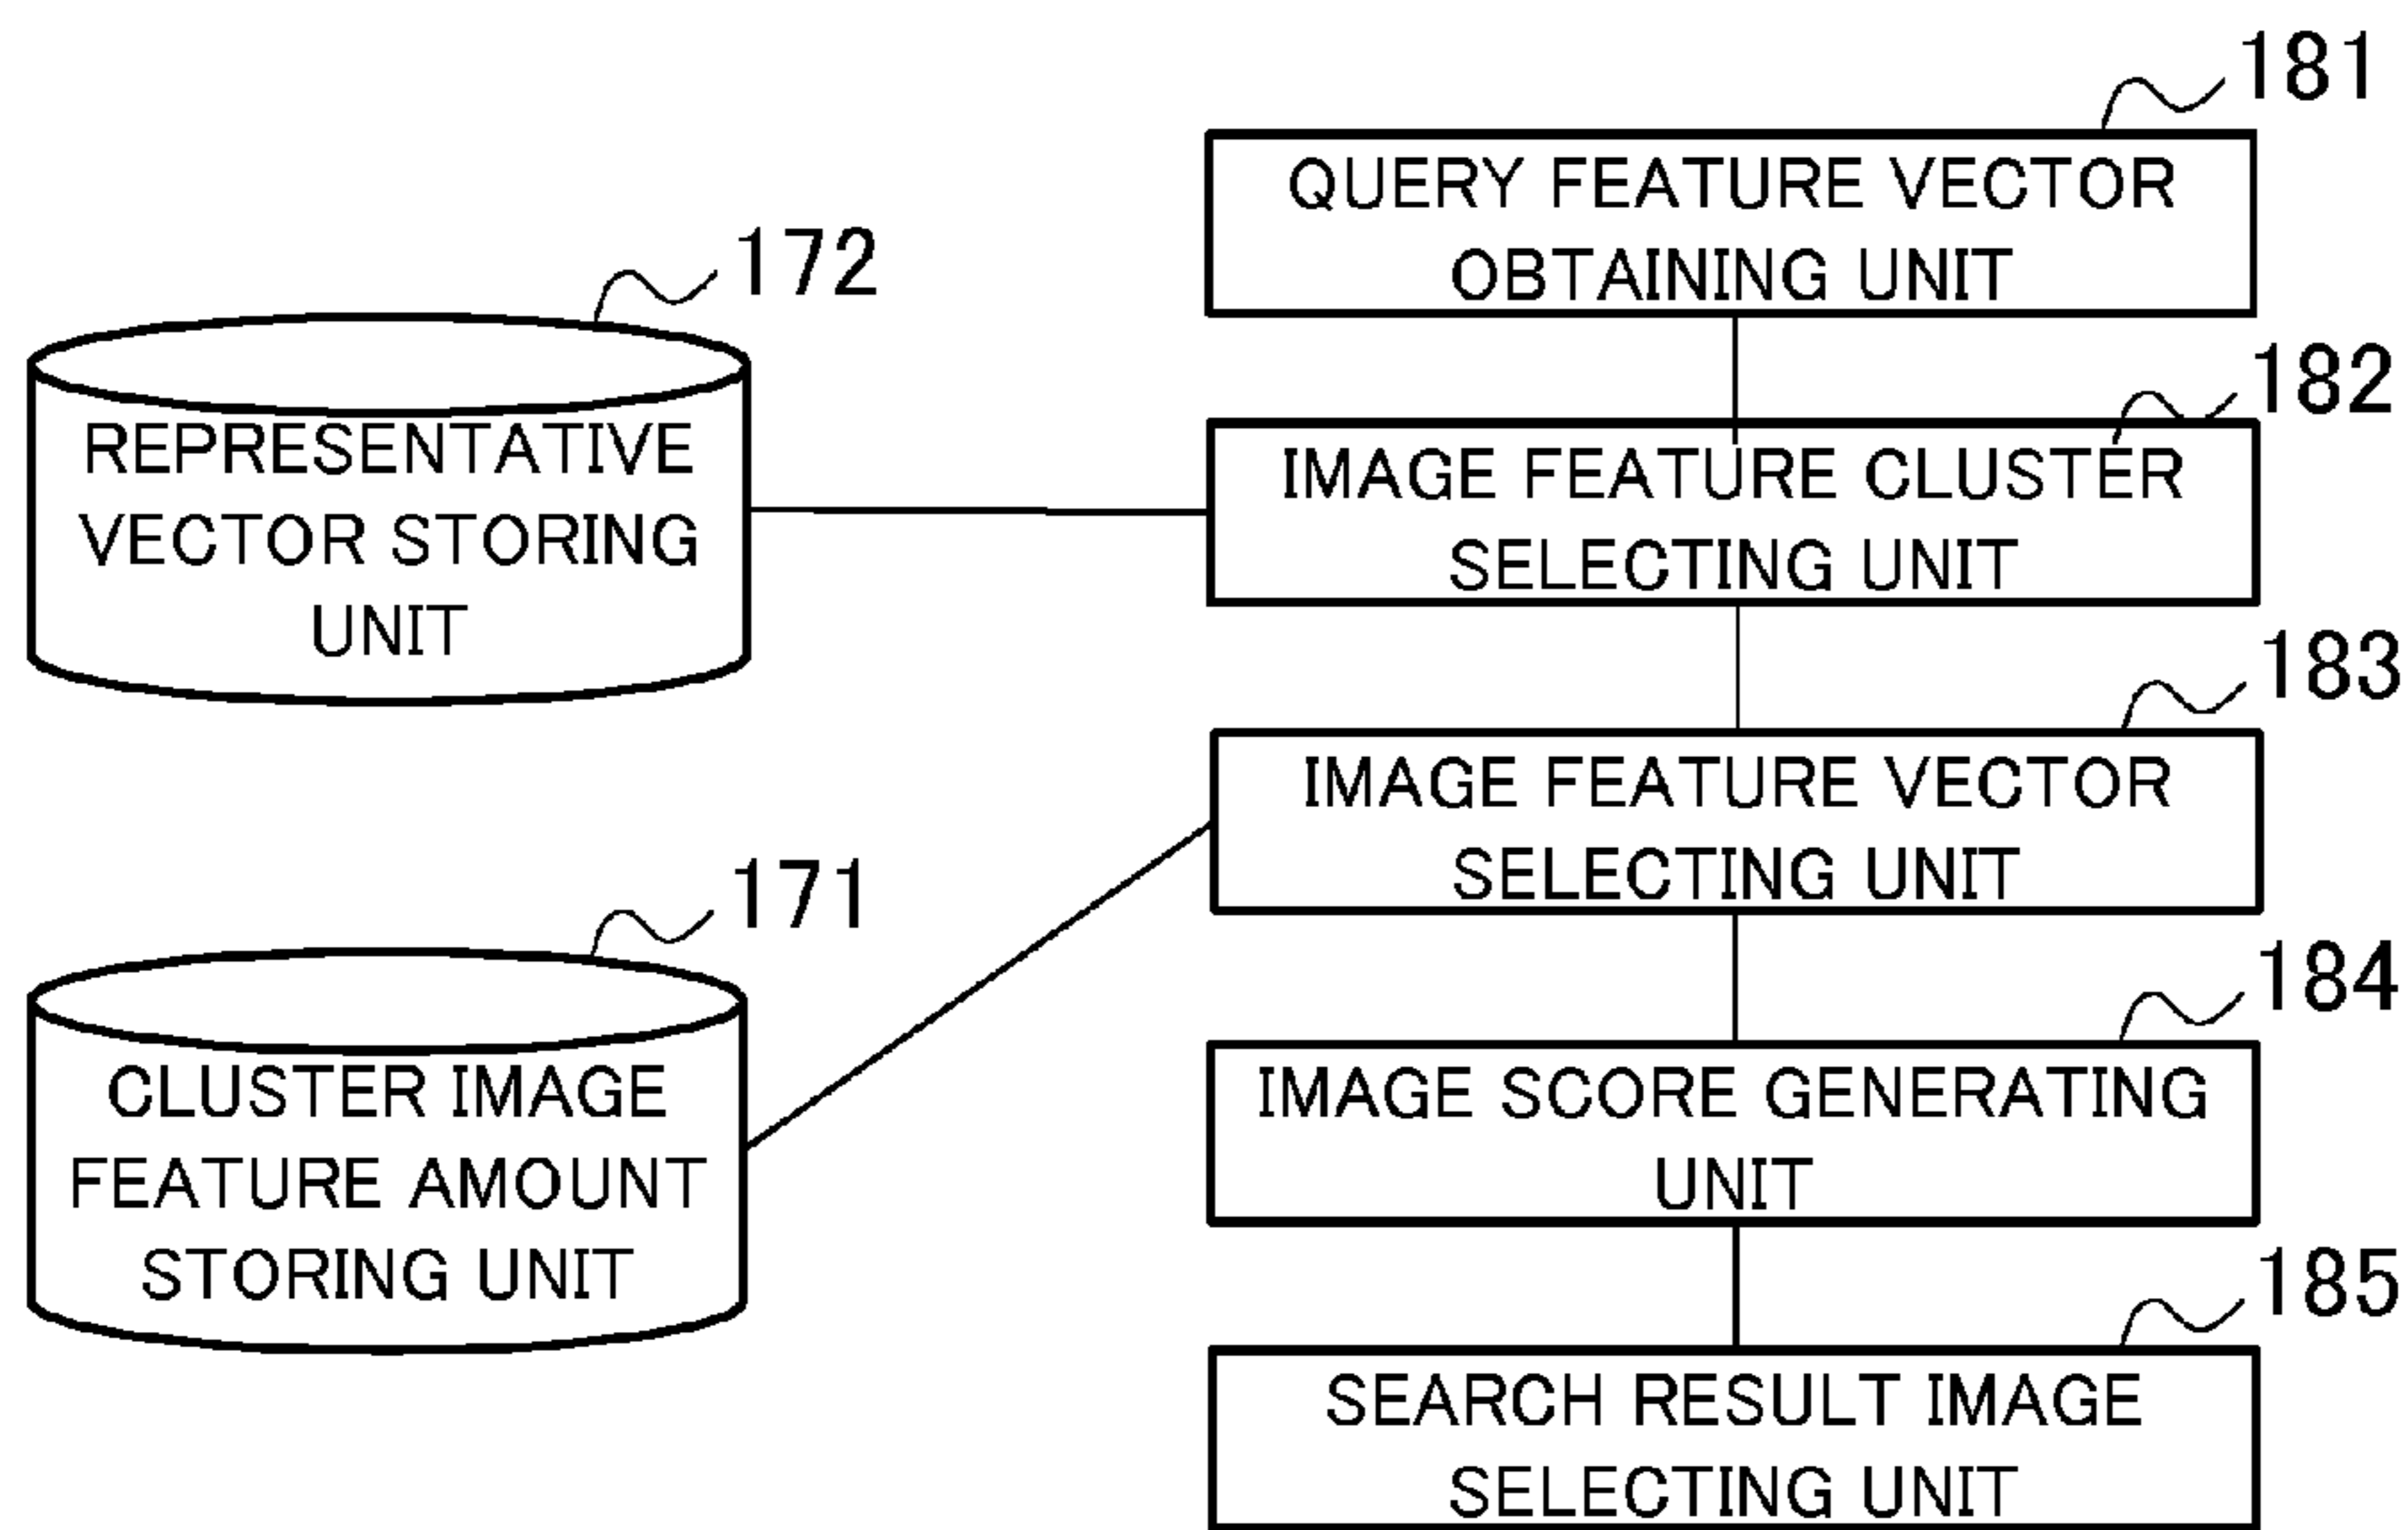 181
QUERY FEATURE VECTOR
OBTAINING UNIT
172
REPRESENTATIVE
VECTOR STORING
UNIT
182
IMAGE FEATURE CLUSTER
SELECTING UNIT
183
IMAGE FEATURE VECTOR
SELECTING UNIT
171
CLUSTER IMAGE
FEATURE AMOUNT
STORING UNIT
184
IMAGE SCORE GENERATING
UNIT
185
SEARCH RESULT IMAGE
SELECTING UNIT